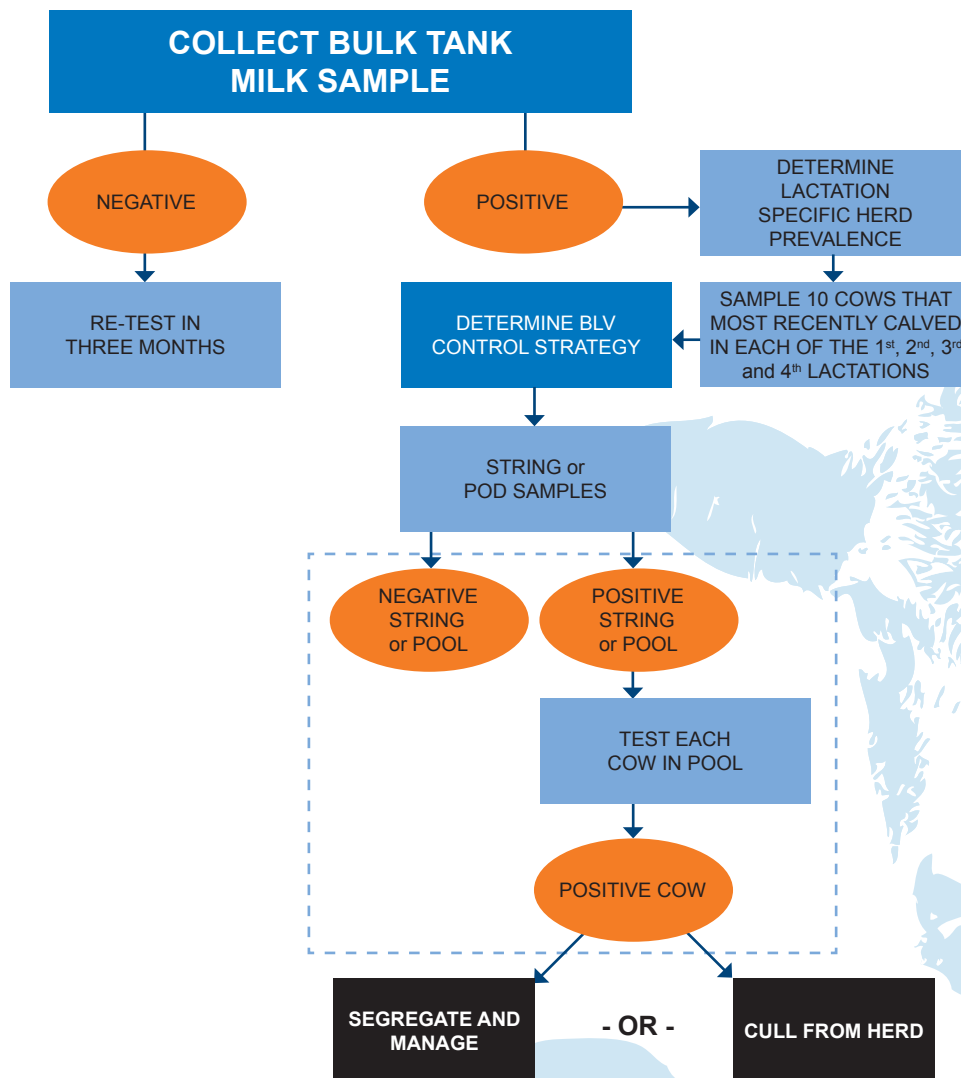 COLLECT BULK TANK
MILK SAMPLE
NEGATIVE
POSITIVE
DETERMINE
LACTATION
SPECIFIC HERD
PREVALENCE
RE-TEST IN
THREE MONTHS
DETERMINE BLV
CONTROL STRATEGY
SAMPLE 10 COWS THAT
MOST RECENTLY CALVED
IN EACH OF THE 1st, 2nd, 3rd
and 4th LACTATIONS
STRING or
POD SAMPLES
NEGATIVE
STRING
or POOL
POSITIVE
STRING
or POOL
TEST EACH
COW IN POOL
POSITIVE COW
SEGREGATE AND
MANAGE
- OR -
CULL FROM HERD